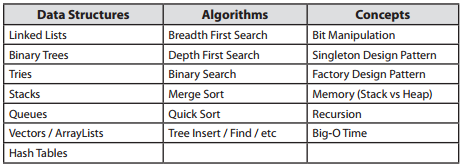 Data Structures Algorithms Concepts
Linked Lists Breadth First Search Bit Manipulation
Binary Trees Depth First Search Singleton Design Pattern
Tries Binary Search Factory Design Pattern
Stacks Merge Sort Memory (Stack vs Heap)
Queues Quick Sort Recursion
Vectors / ArrayLists Tree Insert / Find / etc Big-O Time
Hash Tables